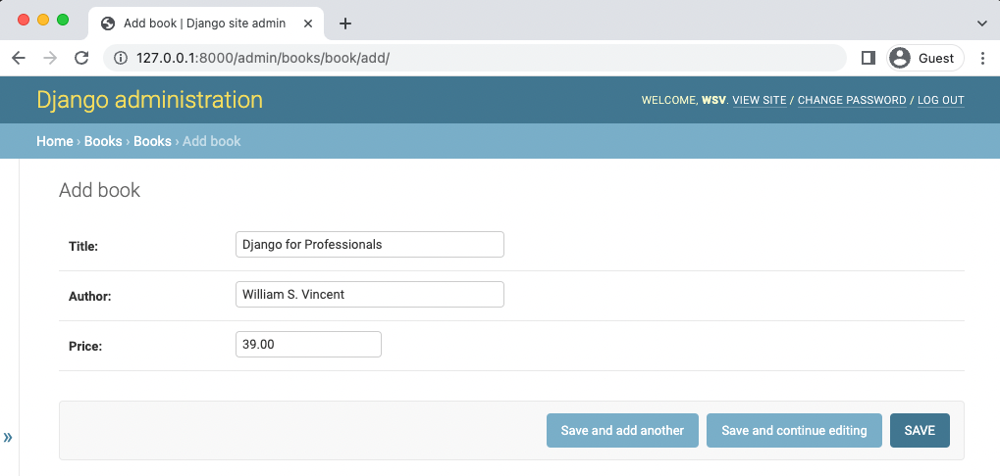 Add book | Django site admin
127.0.0.1:8000/admin/books/book/add/
Guest
Django administration
WELCOME, WSV. VIEW SITE / CHANGE PASSWORD / LOG OUT
Home › Books › Books › Add book
Add book
Title: Django for Professionals
Author: William S. Vincent
Price: 39.00
»
Save and add another Save and continue editing SAVE